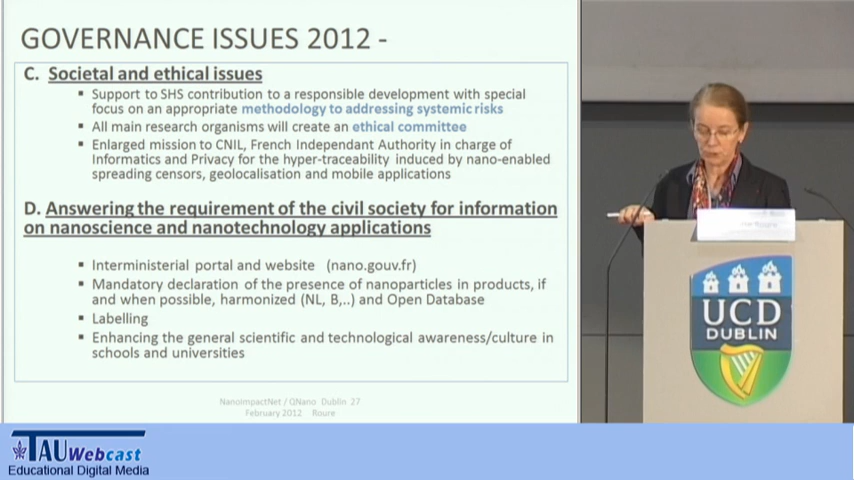 GOVERNANCE ISSUES 2012 -
C. Societal and ethical issues
▪ Support to SHS contribution to a responsible development with special
focus on an appropriate methodology to addressing systemic risks
▪ All main research organisms will create an ethical committee
▪ Enlarged mission to CNIL, French Independant Authority in charge of
Informatics and Privacy for the hyper-traceability induced by nano-enabled
spreading censors, geolocalisation and mobile applications
D. Answering the requirement of the civil society for information
on nanoscience and nanotechnology applications
▪ Interministerial portal and website (nano.gouv.fr)
▪ Mandatory declaration of the presence of nanoparticles in products, if
and when possible, harmonized (NL, B,..) and Open Database
▪ Labelling
▪ Enhancing the general scientific and technological awareness/culture in
schools and universities
NanoImpactNet / QNano Dublin 27
February 2012 Roure
UCD
DUBLIN
TAU Webcast
Educational Digital Media